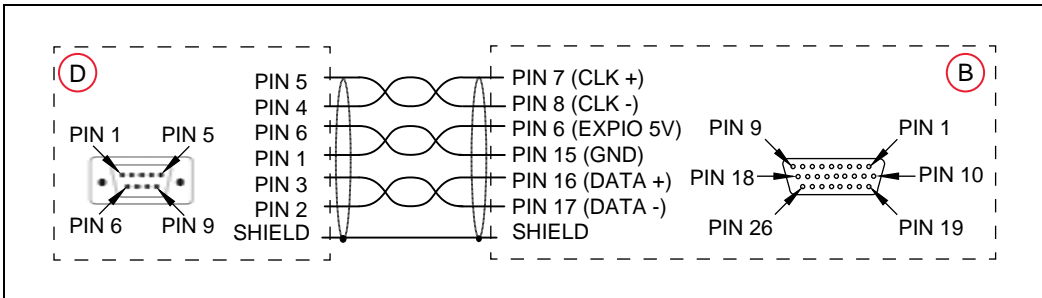 D
PIN 5
PIN 4
PIN 6
PIN 1
PIN 3
PIN 2
SHIELD
PIN 1
PIN 5
PIN 6
PIN 9
B
PIN 7 (CLK +)
PIN 8 (CLK -)
PIN 6 (EXPIO 5V)
PIN 15 (GND)
PIN 16 (DATA +)
PIN 17 (DATA -)
SHIELD
PIN 9
PIN 1
PIN 18
PIN 10
PIN 26
PIN 19